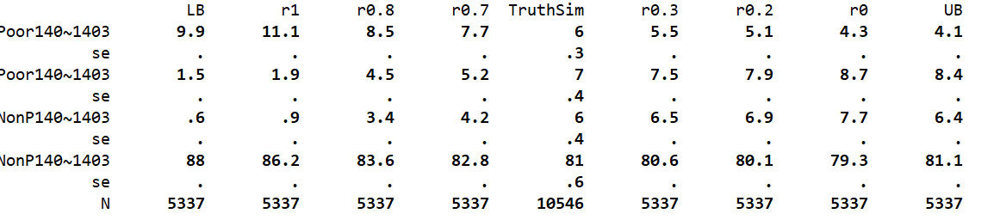 LB r1 r0.8 r0.7 TruthSim r0.3 r0.2 r0 UB
Poor140~1403 9.9 11.1 8.5 7.7 6 5.5 5.1 4.3 4.1
se . . . . .3 . . . .
Poor140~1403 1.5 1.9 4.5 5.2 7 7.5 7.9 8.7 8.4
se . . . . .4 . . . .
NonP140~1403 .6 .9 3.4 4.2 6 6.5 6.9 7.7 6.4
se . . . . .4 . . . .
NonP140~1403 88 86.2 83.6 82.8 81 80.6 80.1 79.3 81.1
se . . . . .6 . . . .
N 5337 5337 5337 5337 10546 5337 5337 5337 5337